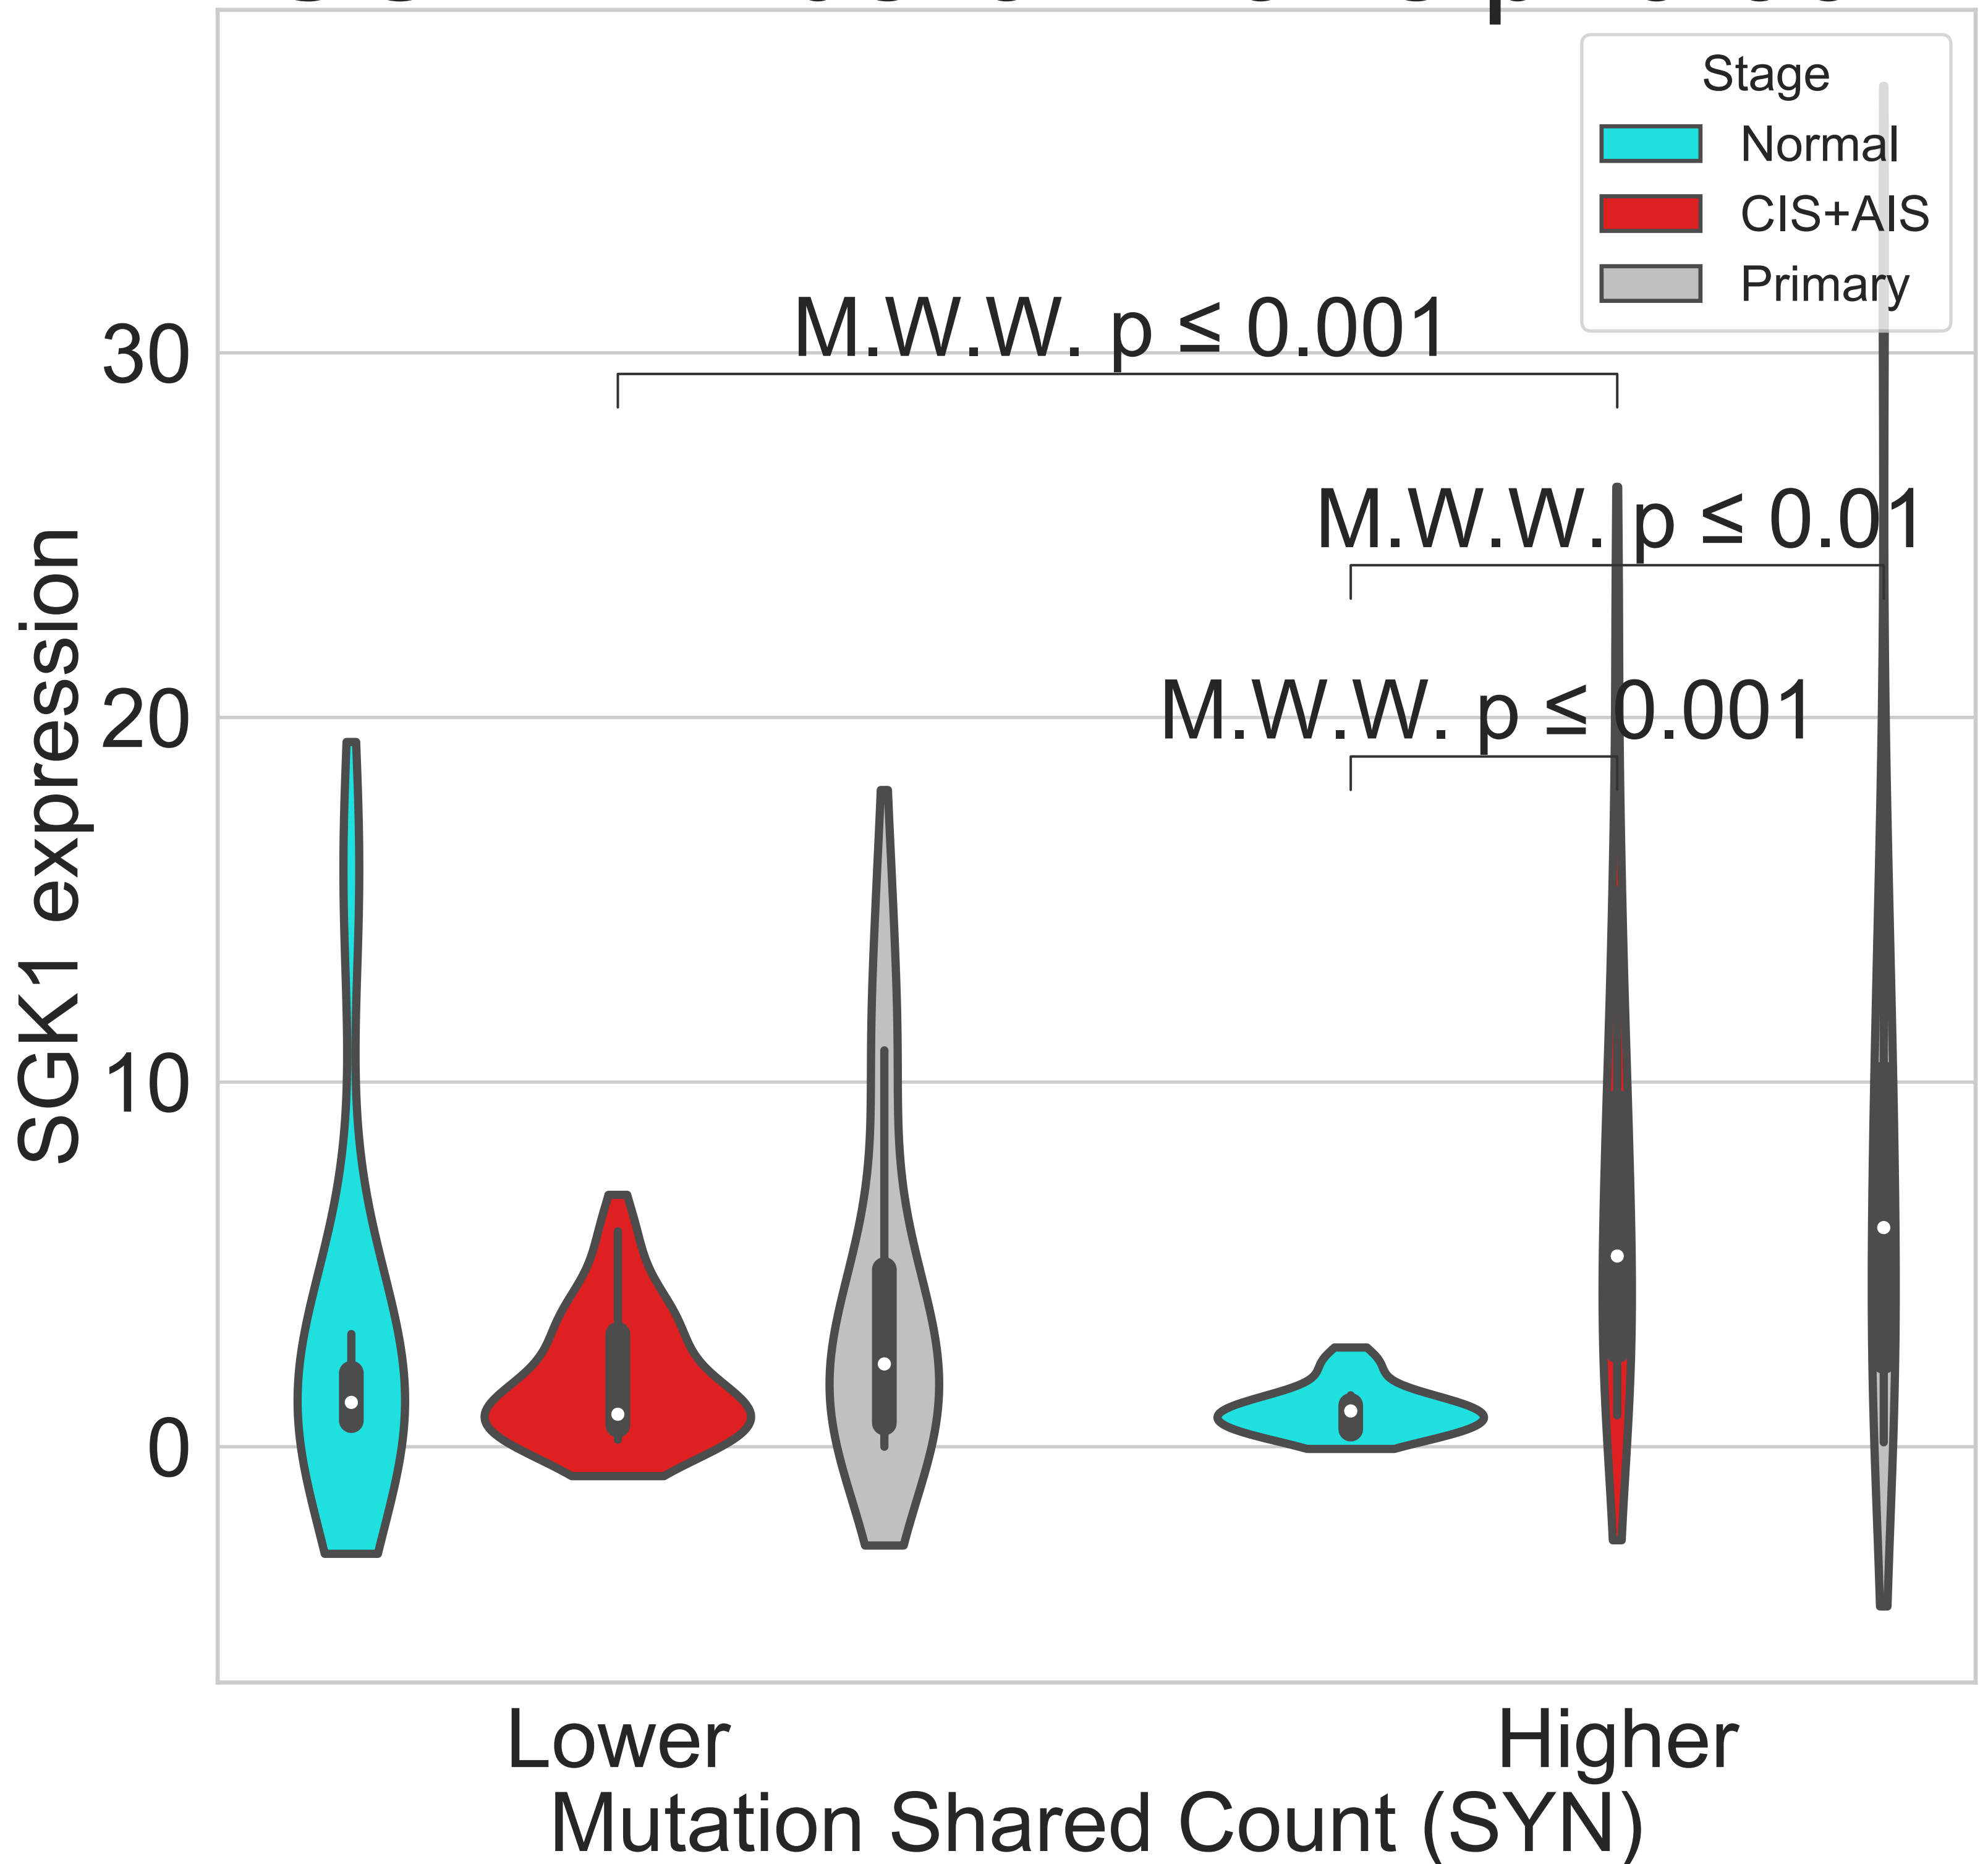 Stage
Normal
CIS+AIS
Primary
M.W.W. p ≤ 0.001
M.W.W. p ≤ 0.01
M.W.W. p ≤ 0.001
30
20
10
0
SGK1 expression
Lower
Higher
Mutation Shared Count (SYN)